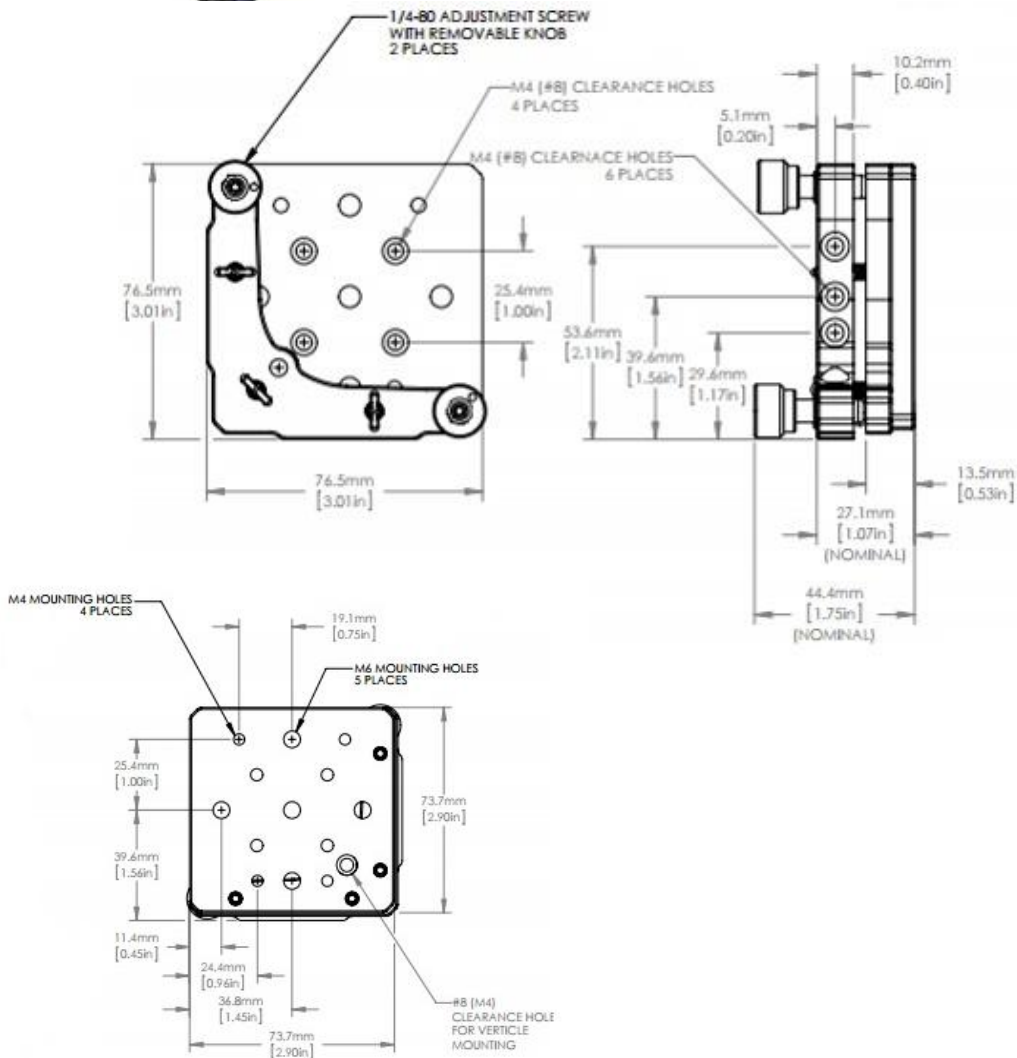 1/4-80 ADJUSTMENT SCREW
WITH REMOVABLE KNOB
2 PLACES
M4 (#8) CLEARANCE HOLES
4 PLACES
M4 (#8) CLEARNACE HOLES
6 PLACES
10.2mm
[0.40in]
5.1mm
[0.20in]
76.5mm
[3.01in]
25.4mm
[1.00in]
53.6mm
[2.11in]
39.6mm
[1.56in]
29.6mm
[1.17in]
76.5mm
[3.01in]
13.5mm
[0.53in]
27.1mm
[1.07in]
(NOMINAL)
44.4mm
[1.75in]
(NOMINAL)
M4 MOUNTING HOLES
4 PLACES
19.1mm
[0.75in]
M6 MOUNTING HOLES
5 PLACES
25.4mm
[1.00in]
73.7mm
[2.90in]
39.6mm
[1.56in]
11.4mm
[0.45in]
24.4mm
[0.96in]
36.8mm
[1.45in]
73.7mm
[2.90in]
#8 (M4)
CLEARANCE HOLE
FOR VERTICLE
MOUNTING